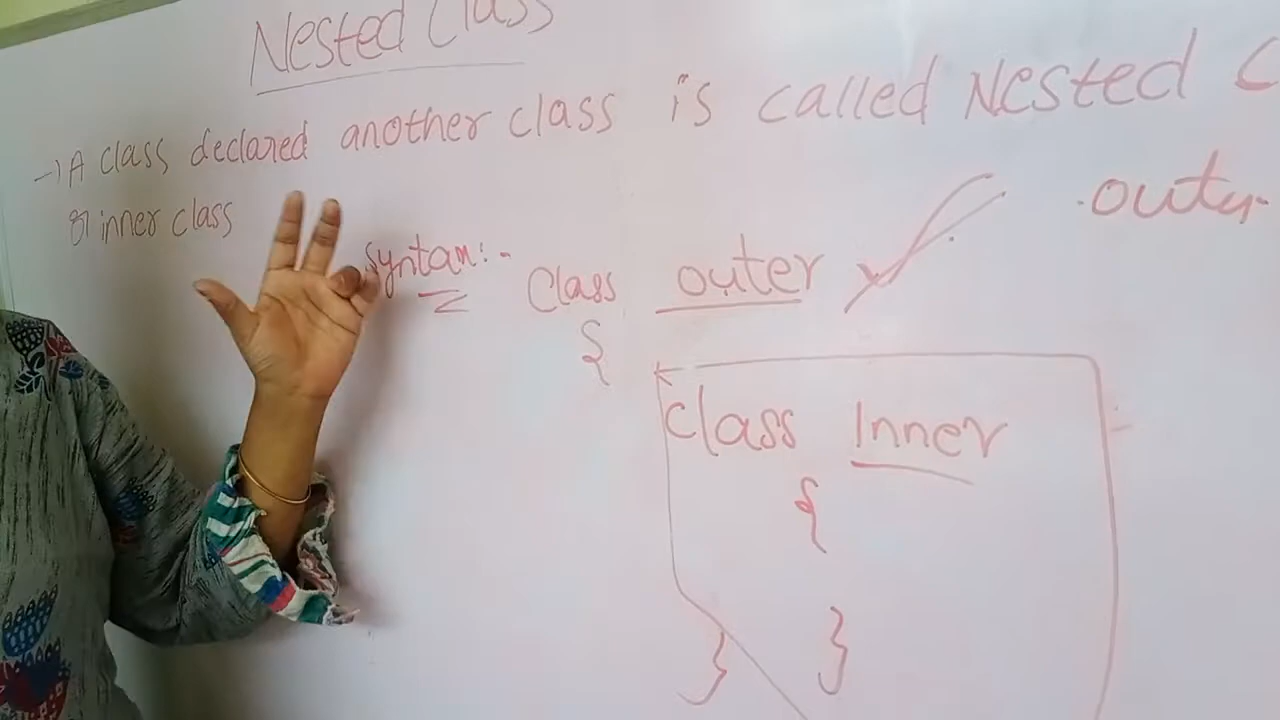 Nested Class
→ A class declared another class is called Nested C
or inner class
outer
Syntax:- Class outer
{
class Inner
{
}
}